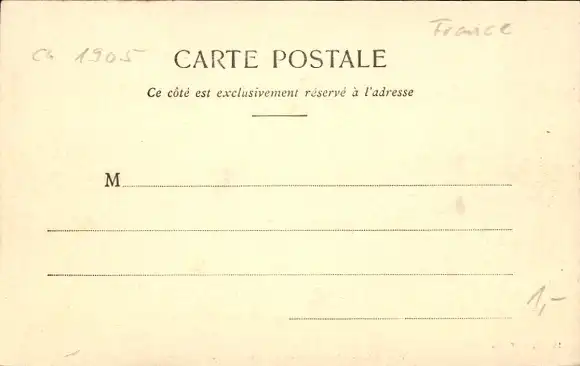 France
ca 1905
CARTE POSTALE
Ce côté est exclusivement réservé à l'adresse
M
1,-